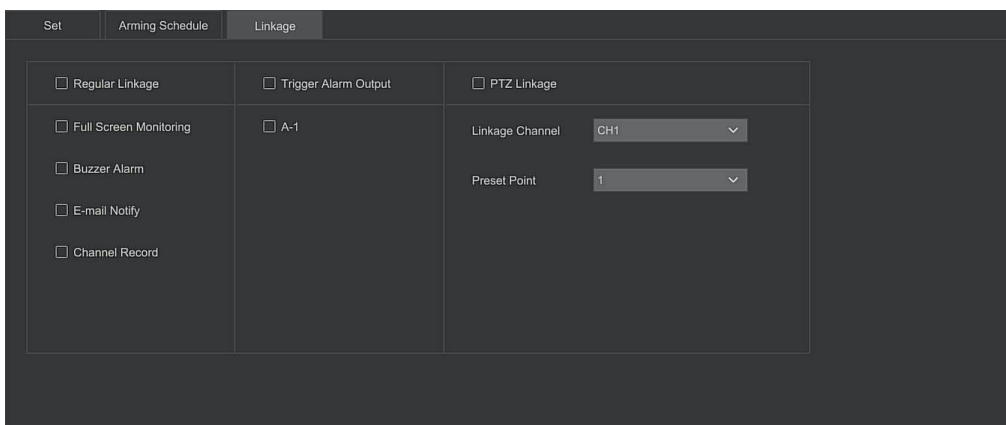 Set Arming Schedule Linkage
Regular Linkage Trigger Alarm Output PTZ Linkage
Full Screen Monitoring A-1 Linkage Channel CH1
Buzzer Alarm
Preset Point 1
E-mail Notify
Channel Record